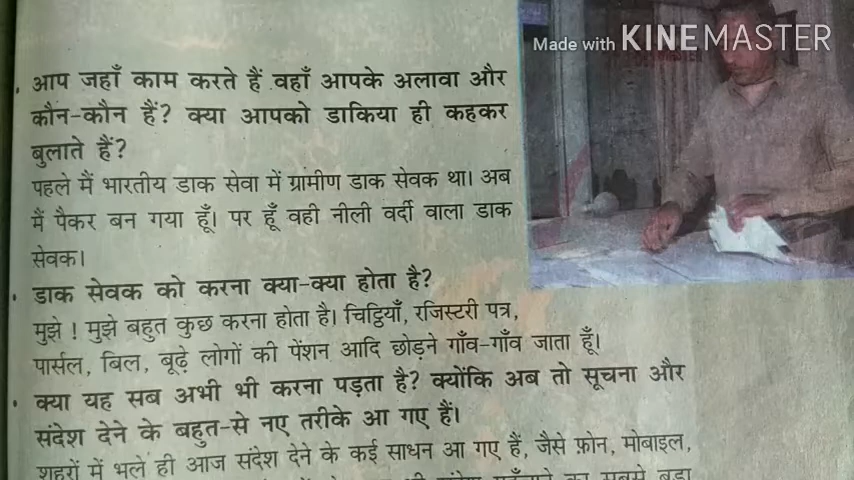 Made with KINEMASTER
आप जहाँ काम करते हैं वहाँ आपके अलावा और
कौन-कौन हैं? क्या आपको डाकिया ही कहकर
बुलाते हैं?
पहले मैं भारतीय डाक सेवा में ग्रामीण डाक सेवक था। अब
मैं पैकर बन गया हूँ। पर हूँ वही नीली वर्दी वाला डाक
सेवक।
• डाक सेवक को करना क्या-क्या होता है?
मुझे ! मुझे बहुत कुछ करना होता है। चिट्ठियाँ, रजिस्टरी पत्र,
पार्सल, बिल, बूढ़े लोगों की पेंशन आदि छोड़ने गाँव-गाँव जाता हूँ।
• क्या यह सब अभी भी करना पड़ता है? क्योंकि अब तो सूचना और
संदेश देने के बहुत-से नए तरीके आ गए हैं।
शहरों में भले ही आज संदेश देने के कई साधन आ गए हैं, जैसे फ़ोन, मोबाइल,